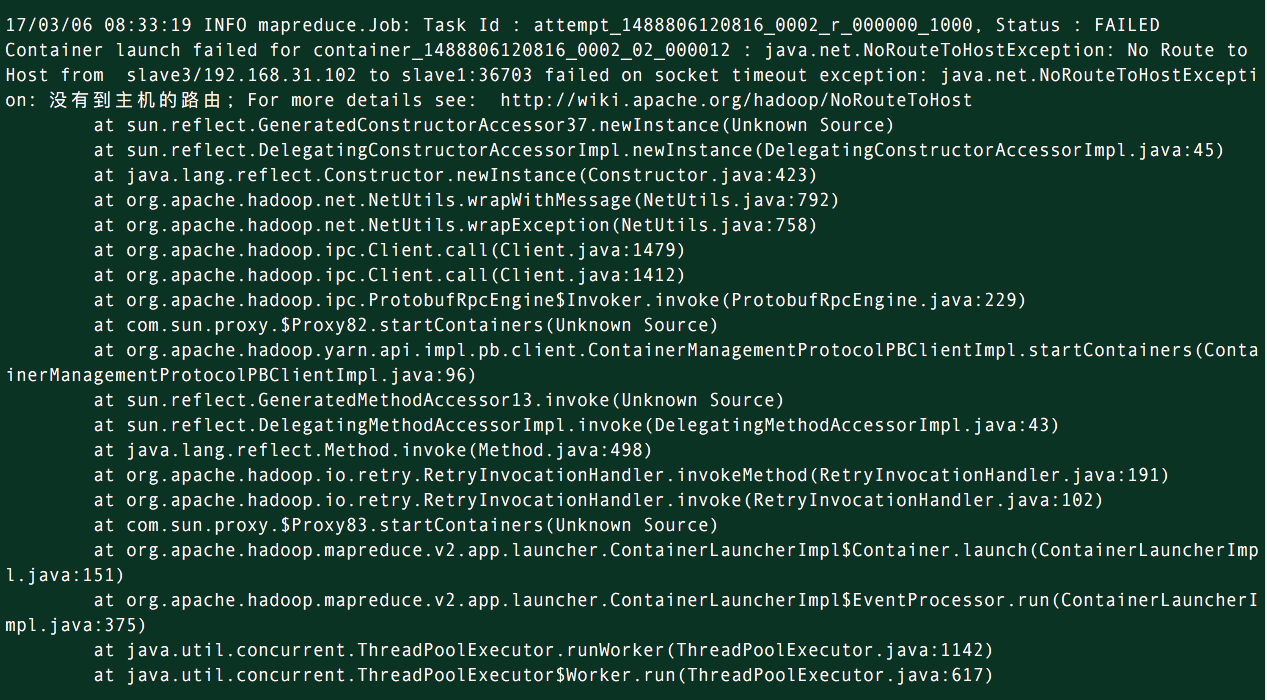 17/03/06 08:33:19 INFO mapreduce.Job: Task Id : attempt_1488806120816_0002_r_000000_1000, Status : FAILED
Container launch failed for container_1488806120816_0002_02_000012 : java.net.NoRouteToHostException: No Route to
Host from  slave3/192.168.31.102 to slave1:36703 failed on socket timeout exception: java.net.NoRouteToHostExcepti
on: 没有到主机的路由; For more details see:  http://wiki.apache.org/hadoop/NoRouteToHost
at sun.reflect.GeneratedConstructorAccessor37.newInstance(Unknown Source)
at sun.reflect.DelegatingConstructorAccessorImpl.newInstance(DelegatingConstructorAccessorImpl.java:45)
at java.lang.reflect.Constructor.newInstance(Constructor.java:423)
at org.apache.hadoop.net.NetUtils.wrapWithMessage(NetUtils.java:792)
at org.apache.hadoop.net.NetUtils.wrapException(NetUtils.java:758)
at org.apache.hadoop.ipc.Client.call(Client.java:1479)
at org.apache.hadoop.ipc.Client.call(Client.java:1412)
at org.apache.hadoop.ipc.ProtobufRpcEngine$Invoker.invoke(ProtobufRpcEngine.java:229)
at com.sun.proxy.$Proxy82.startContainers(Unknown Source)
at org.apache.hadoop.yarn.api.impl.pb.client.ContainerManagementProtocolPBClientImpl.startContainers(Conta
inerManagementProtocolPBClientImpl.java:96)
at sun.reflect.GeneratedMethodAccessor13.invoke(Unknown Source)
at sun.reflect.DelegatingMethodAccessorImpl.invoke(DelegatingMethodAccessorImpl.java:43)
at java.lang.reflect.Method.invoke(Method.java:498)
at org.apache.hadoop.io.retry.RetryInvocationHandler.invokeMethod(RetryInvocationHandler.java:191)
at org.apache.hadoop.io.retry.RetryInvocationHandler.invoke(RetryInvocationHandler.java:102)
at com.sun.proxy.$Proxy83.startContainers(Unknown Source)
at org.apache.hadoop.mapreduce.v2.app.launcher.ContainerLauncherImpl$Container.launch(ContainerLauncherImp
l.java:151)
at org.apache.hadoop.mapreduce.v2.app.launcher.ContainerLauncherImpl$EventProcessor.run(ContainerLauncherI
mpl.java:375)
at java.util.concurrent.ThreadPoolExecutor.runWorker(ThreadPoolExecutor.java:1142)
at java.util.concurrent.ThreadPoolExecutor$Worker.run(ThreadPoolExecutor.java:617)